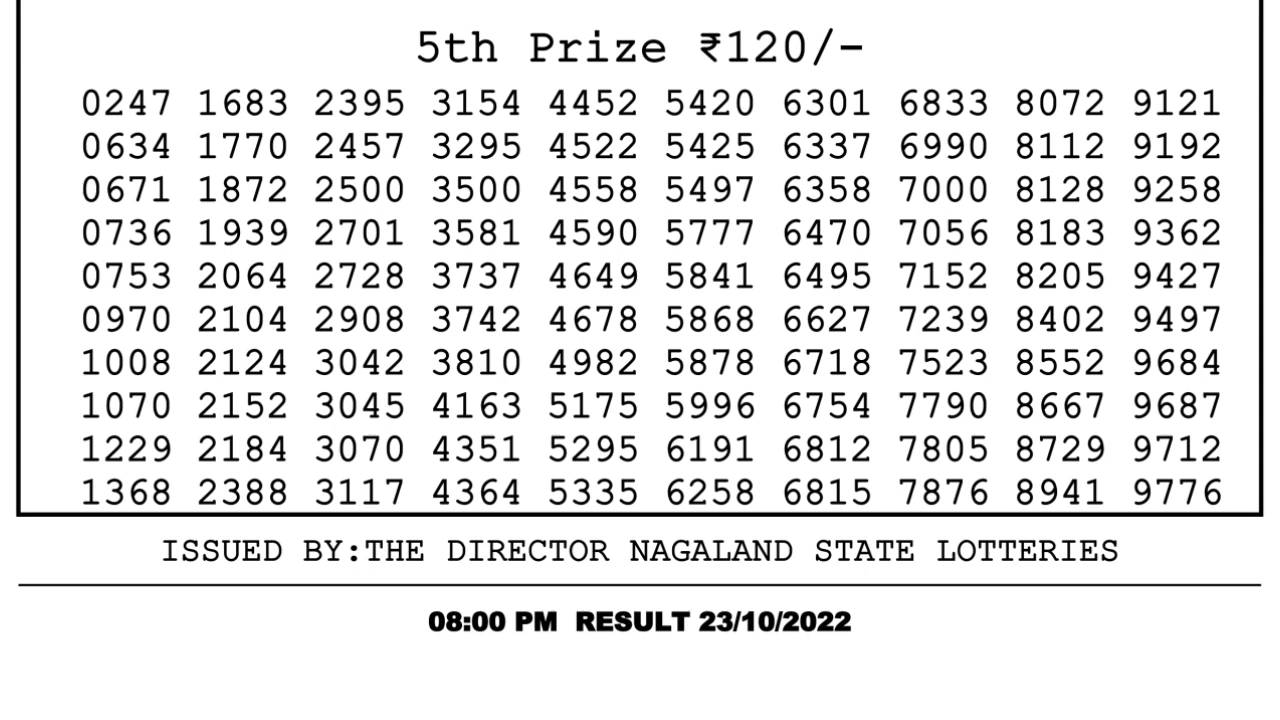 5th Prize ₹120/-
0247 1683 2395 3154 4452 5420 6301 6833 8072 9121
0634 1770 2457 3295 4522 5425 6337 6990 8112 9192
0671 1872 2500 3500 4558 5497 6358 7000 8128 9258
0736 1939 2701 3581 4590 5777 6470 7056 8183 9362
0753 2064 2728 3737 4649 5841 6495 7152 8205 9427
0970 2104 2908 3742 4678 5868 6627 7239 8402 9497
1008 2124 3042 3810 4982 5878 6718 7523 8552 9684
1070 2152 3045 4163 5175 5996 6754 7790 8667 9687
1229 2184 3070 4351 5295 6191 6812 7805 8729 9712
1368 2388 3117 4364 5335 6258 6815 7876 8941 9776
ISSUED BY:THE DIRECTOR NAGALAND STATE LOTTERIES
08:00 PM RESULT 23/10/2022